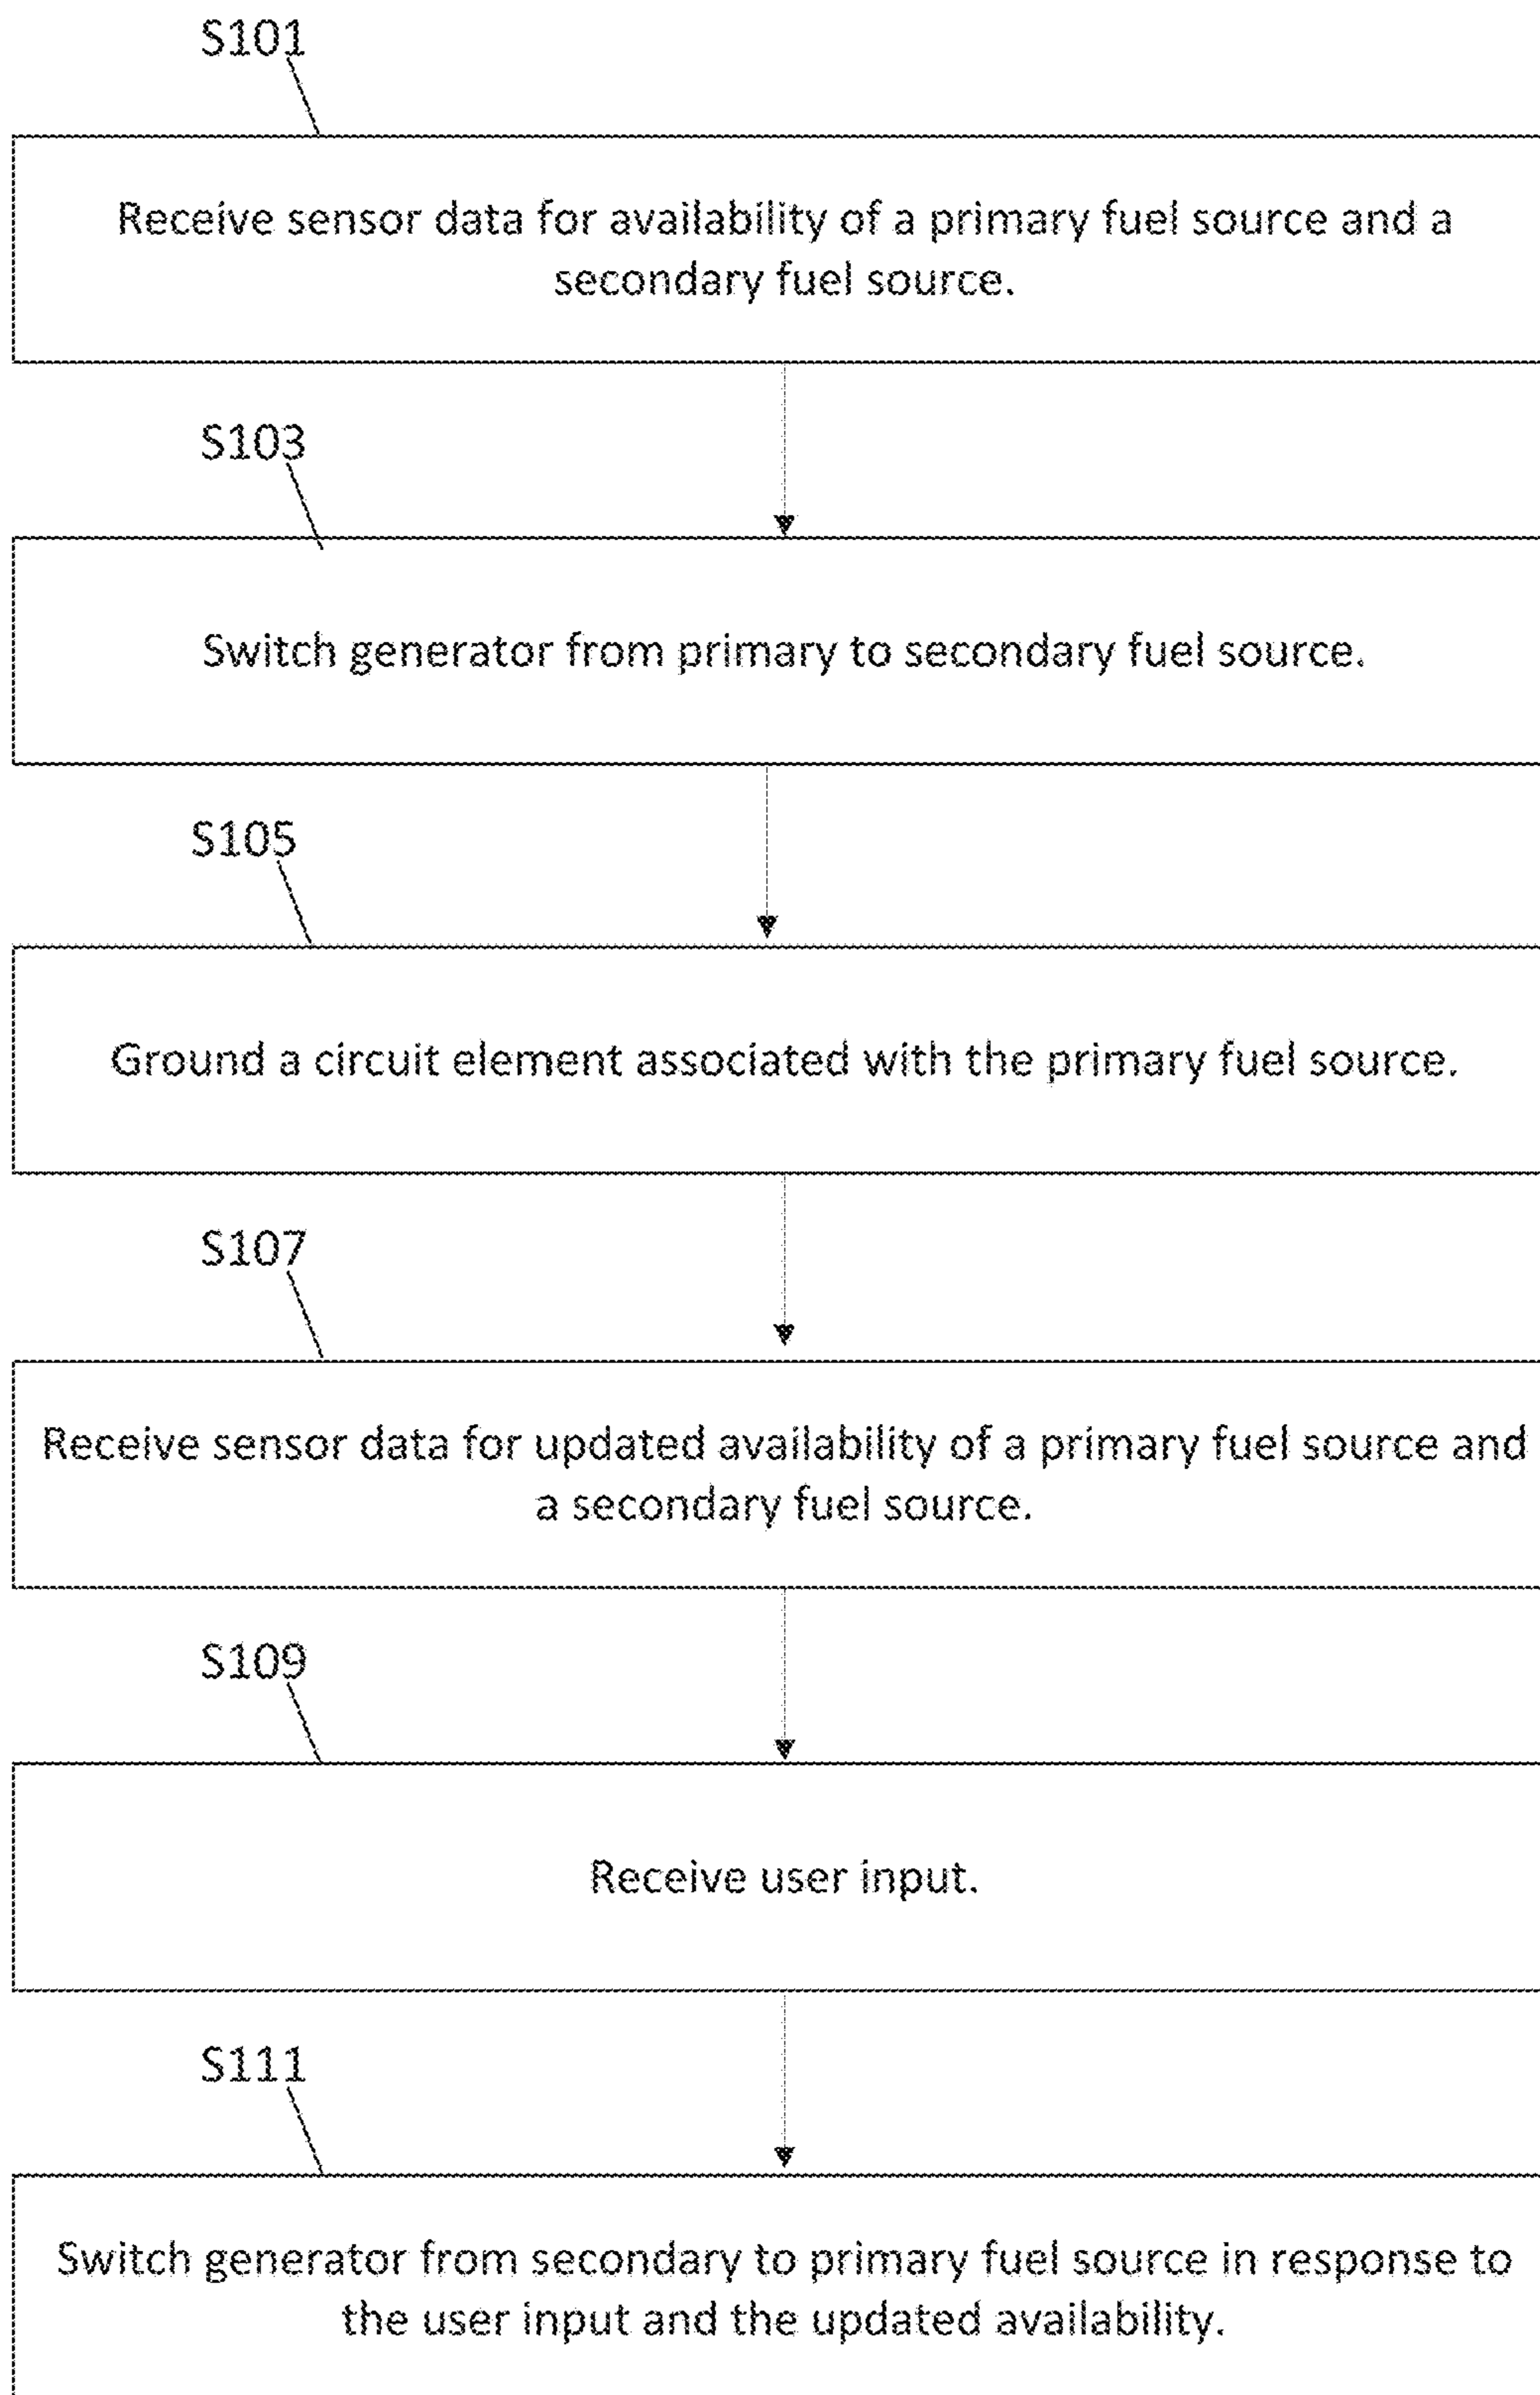 S101
Receive sensor data for availability of a primary fuel source and a
secondary fuel source.
S103
Switch generator from primary to secondary fuel source.
S105
Ground a circuit element associated with the primary fuel source.
S107
Receive sensor data for updated availability of a primary fuel source and
a secondary fuel source.
S109
Receive user input.
S111
Switch generator from secondary to primary fuel source in response to
the user input and the updated availability.